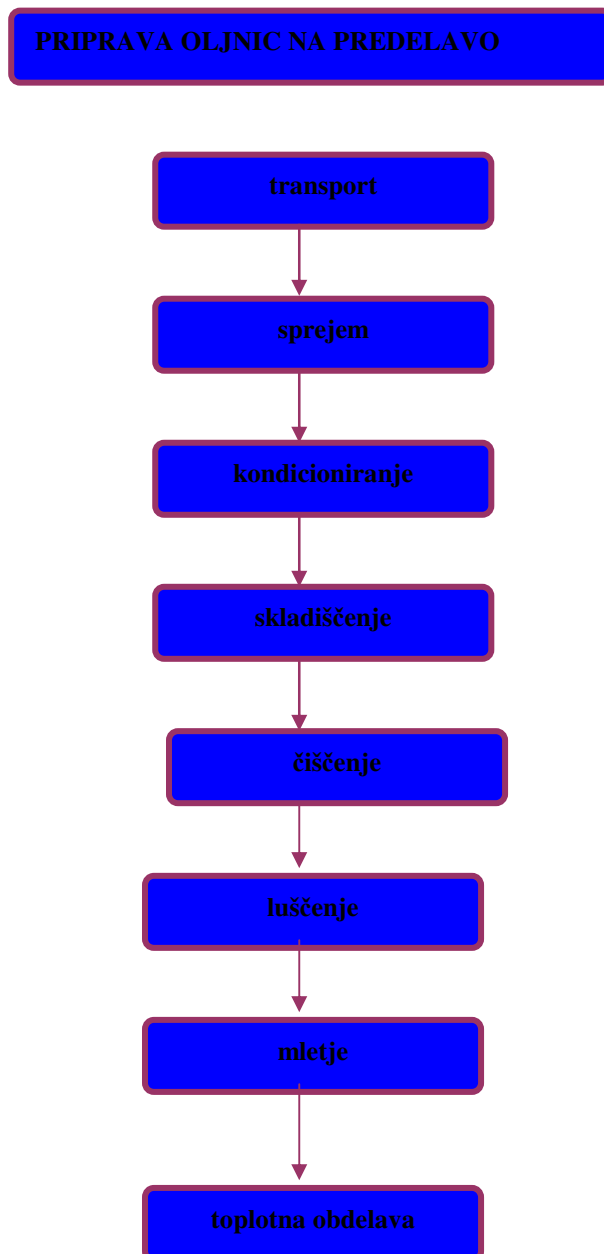 PRIPRAVA OLJNIC NA PREDELAVO
transport
sprejem
kondicioniranje
skladiščenje
čiščenje
luščenje
mletje
toplotna obdelava